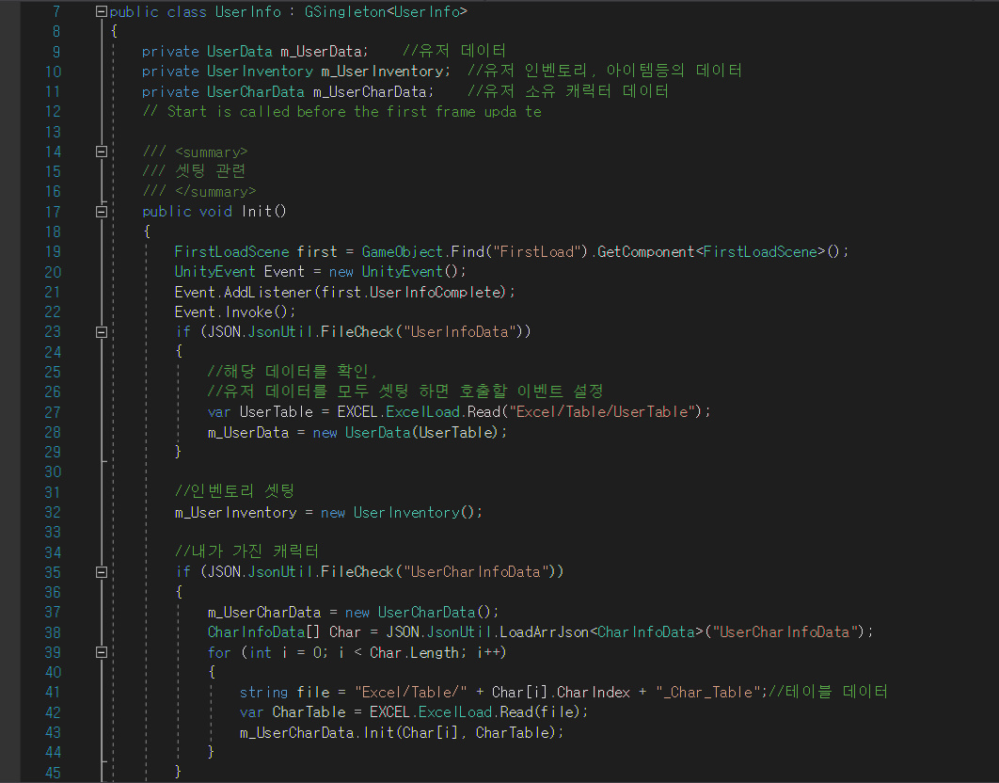 7 public class UserInfo : GSingleton<UserInfo>
8 {
9 private UserData m_UserData; //유저 데이터
10 private UserInventory m_UserInventory; //유저 인벤토리, 아이템등의 데이터
11 private UserCharData m_UserCharData; //유저 소유 캐릭터 데이터
12 // Start is called before the first frame upda te
13
14 /// <summary>
15 /// 셋팅 관련
16 /// </summary>
17 public void Init()
18 {
19 FirstLoadScene first = GameObject.Find("FirstLoad").GetComponent<FirstLoadScene>();
20 UnityEvent Event = new UnityEvent();
21 Event.AddListener(first.UserInfoComplete);
22 Event.Invoke();
23 if (JSON.JsonUtil.FileCheck("UserInfoData"))
24 {
25 //해당 데이터를 확인,
26 //유저 데이터를 모두 셋팅 하면 호출할 이벤트 설정
27 var UserTable = EXCEL.ExcelLoad.Read("Excel/Table/UserTable");
28 m_UserData = new UserData(UserTable);
29 }
30
31 //인벤토리 셋팅
32 m_UserInventory = new UserInventory();
33
34 //내가 가진 캐릭터
35 if (JSON.JsonUtil.FileCheck("UserCharInfoData"))
36 {
37 m_UserCharData = new UserCharData();
38 CharInfoData[] Char = JSON.JsonUtil.LoadArrJson<CharInfoData>("UserCharInfoData");
39 for (int i = 0; i < Char.Length; i++)
40 {
41 string file = "Excel/Table/" + Char[i].CharIndex + "_Char_Table";//테이블 데이터
42 var CharTable = EXCEL.ExcelLoad.Read(file);
43 m_UserCharData.Init(Char[i], CharTable);
44 }
45 }